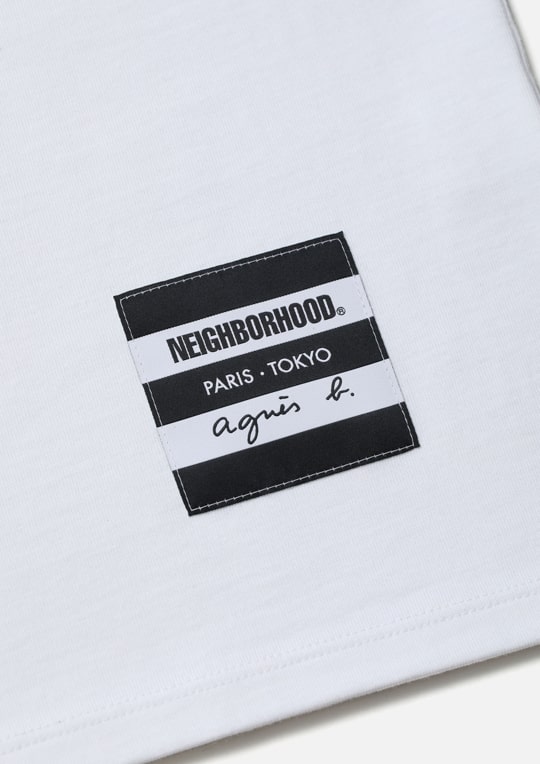 NEIGHBORHOOD®
PARIS · TOKYO
agnès b.